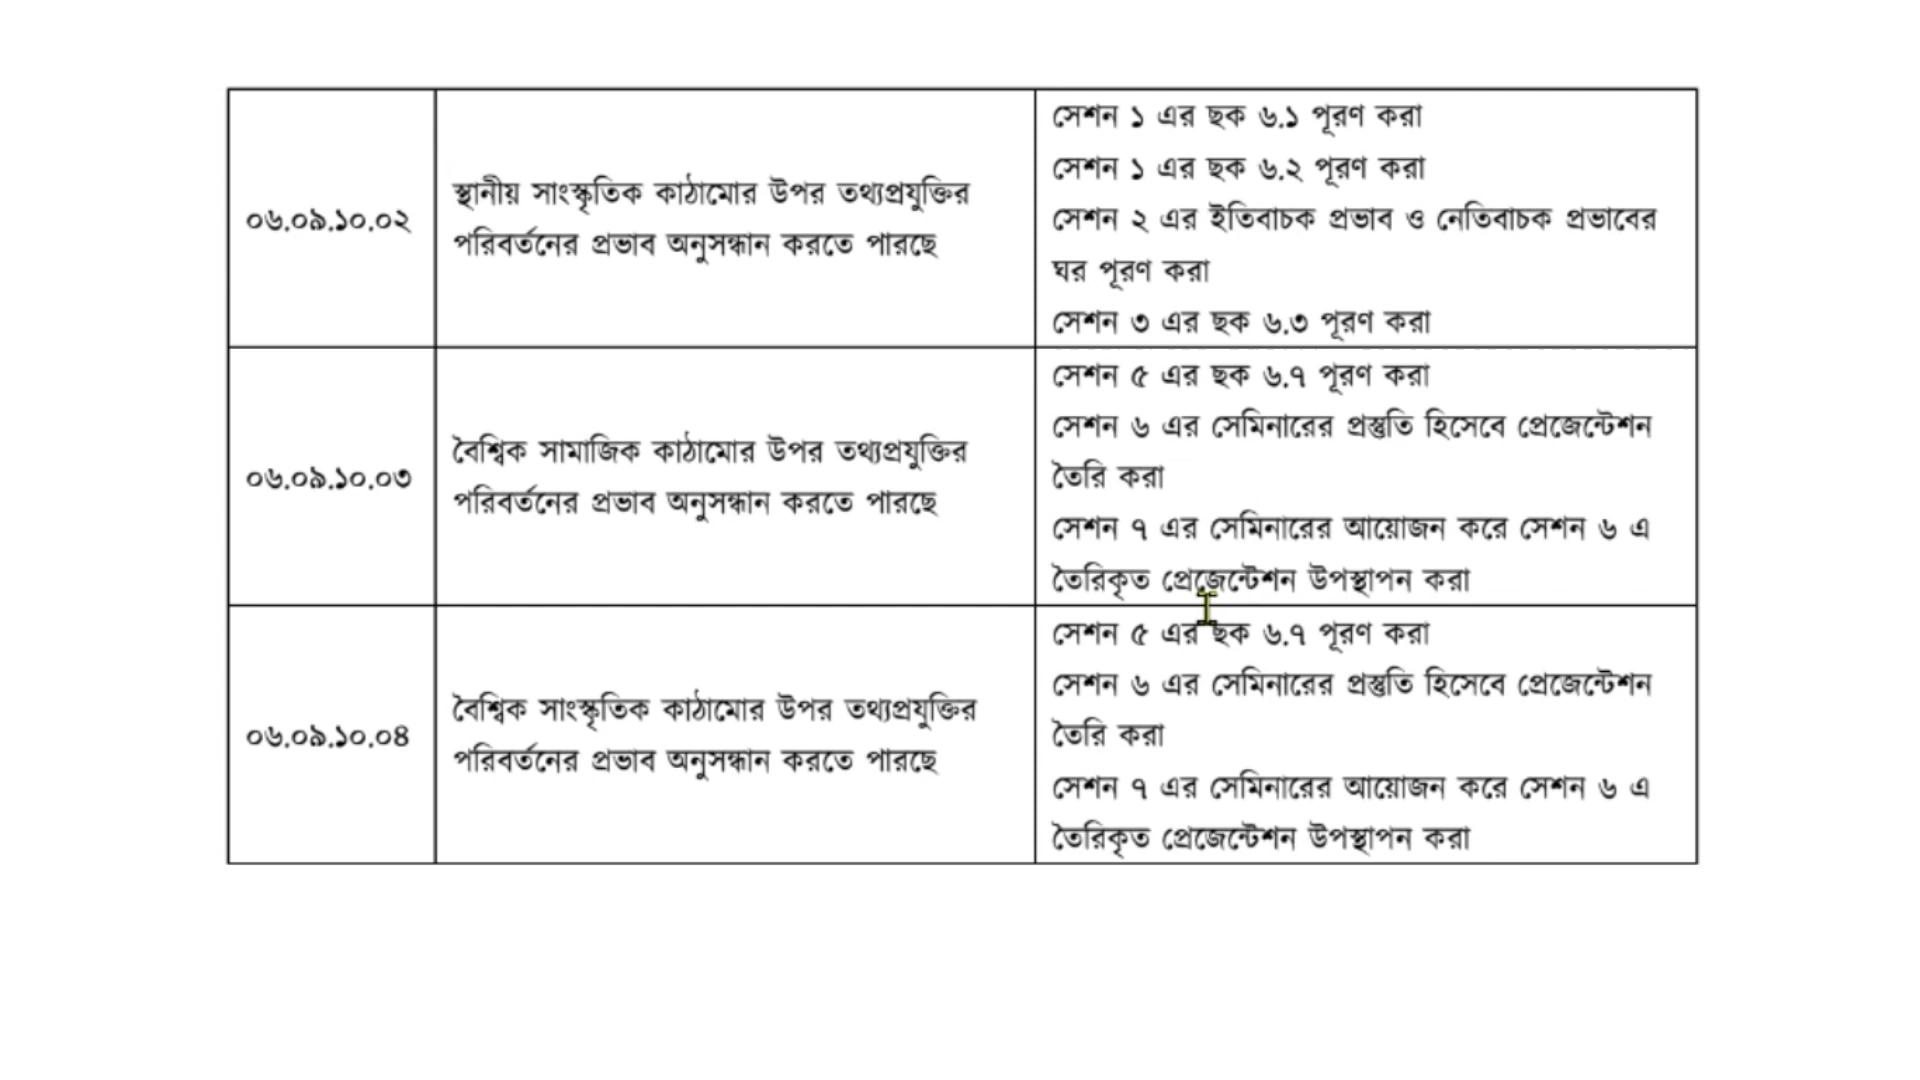 ০৬.০৯.১০.০২
স্থানীয় সাংস্কৃতিক কাঠামোর উপর তথ্যপ্রযুক্তির
পরিবর্তনের প্রভাব অনুসন্ধান করতে পারছে
সেশন ১ এর ছক ৬.১ পূরণ করা
সেশন ১ এর ছক ৬.২ পূরণ করা
সেশন ২ এর ইতিবাচক প্রভাব ও নেতিবাচক প্রভাবের
ঘর পূরণ করা
সেশন ৩ এর ছক ৬.৩ পূরণ করা
০৬.০৯.১০.০৩
বৈশ্বিক সামাজিক কাঠামোর উপর তথ্যপ্রযুক্তির
পরিবর্তনের প্রভাব অনুসন্ধান করতে পারছে
সেশন ৫ এর ছক ৬.৭ পূরণ করা
সেশন ৬ এর সেমিনারের প্রস্তুতি হিসেবে প্রেজেন্টেশন
তৈরি করা
সেশন ৭ এর সেমিনারের আয়োজন করে সেশন ৬ এ
তৈরিকৃত প্রেজেন্টেশন উপস্থাপন করা
০৬.০৯.১০.০৪
বৈশ্বিক সাংস্কৃতিক কাঠামোর উপর তথ্যপ্রযুক্তির
পরিবর্তনের প্রভাব অনুসন্ধান করতে পারছে
সেশন ৫ এর ছক ৬.৭ পূরণ করা
সেশন ৬ এর সেমিনারের প্রস্তুতি হিসেবে প্রেজেন্টেশন
তৈরি করা
সেশন ৭ এর সেমিনারের আয়োজন করে সেশন ৬ এ
তৈরিকৃত প্রেজেন্টেশন উপস্থাপন করা